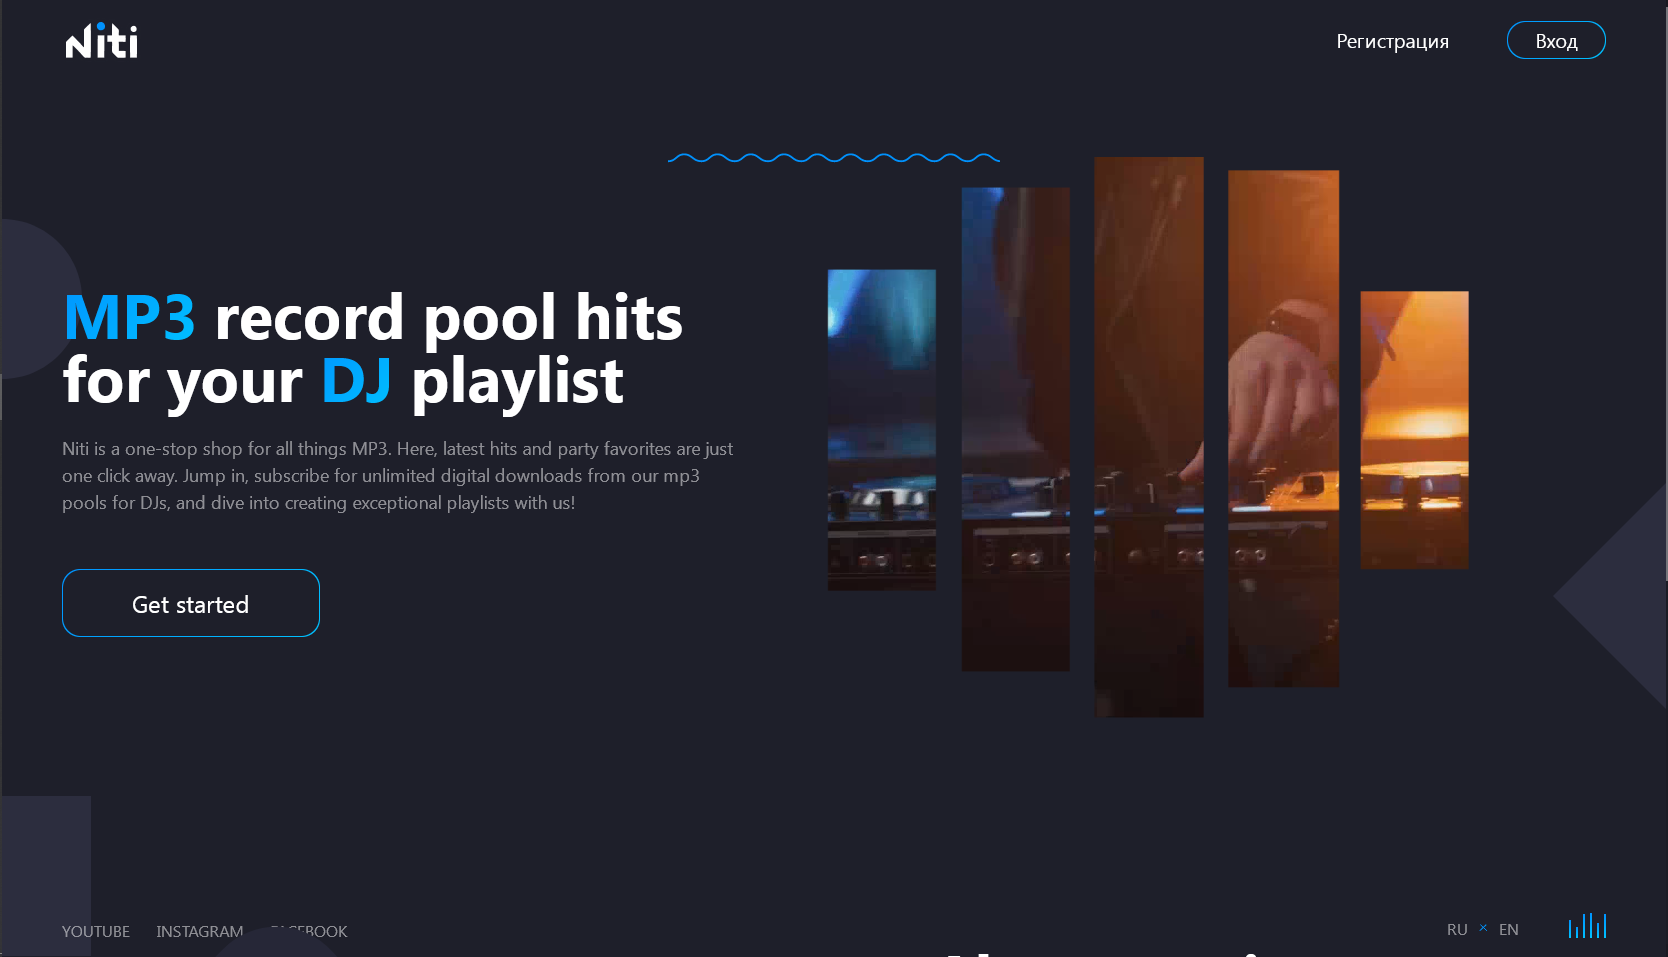 Niti
Регистрация
Вход
MP3 record pool hits
for your DJ playlist
Niti is a one-stop shop for all things MP3. Here, latest hits and party favorites are just
one click away. Jump in, subscribe for unlimited digital downloads from our mp3
pools for DJs, and dive into creating exceptional playlists with us!
Get started
YOUTUBE INSTAGRAM FACEBOOK
RU × EN